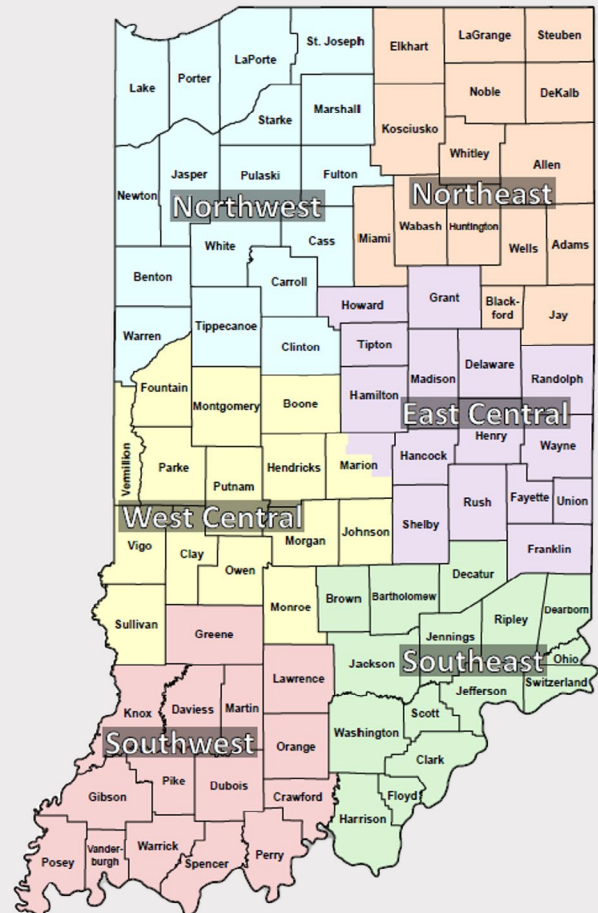 St. Joseph
LaGrange
Steuben
Elkhart
LaPorte
Porter
Lake
Noble
DeKalb
Marshall
Starke
Kosciusko
Whitley
Allen
Jasper
Pulaski
Fulton
Newton
Northwest
Northeast
Wabash
Huntington
Miami
White
Cass
Wells
Adams
Benton
Carroll
Howard
Grant
Black-
ford
Jay
Warren
Tippecanoe
Clinton
Tipton
Delaware
Madison
Randolph
Fountain
Montgomery
Boone
Hamilton
East Central
Henry
Wayne
Vermillion
Parke
Putnam
Hendricks
Marion
Hancock
Rush
Fayette
Union
West Central
Shelby
Vigo
Clay
Morgan
Johnson
Franklin
Owen
Decatur
Monroe
Brown
Bartholomew
Dearborn
Sullivan
Ripley
Greene
Jennings
Southeast
Ohio
Jackson
Switzerland
Lawrence
Jefferson
Knox
Daviess
Martin
Scott
Washington
Southwest
Orange
Clark
Pike
Dubois
Gibson
Crawford
Floyd
Harrison
Posey
Vander-
burgh
Warrick
Spencer
Perry